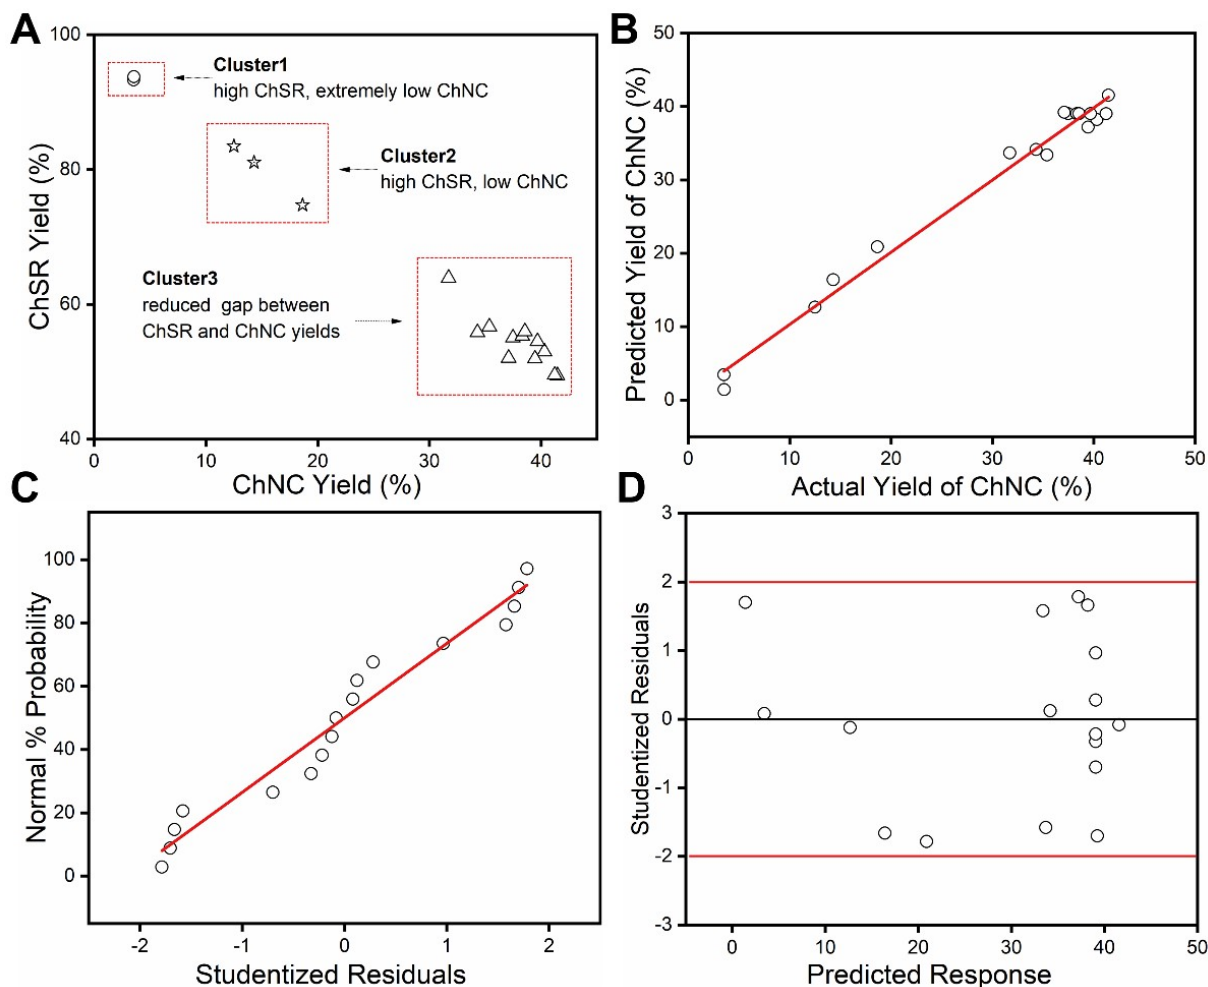 A
100
80
60
40
ChSR Yield (%)
Cluster1
high ChSR, extremely low ChNC
Cluster2
high ChSR, low ChNC
Cluster3
reduced gap between
ChSR and ChNC yields
0 10 20 30 40
ChNC Yield (%)
B
50
40
30
20
10
0
Predicted Yield of ChNC (%)
0 10 20 30 40 50
Actual Yield of ChNC (%)
C
100
80
60
40
20
0
Normal % Probability
-2 -1 0 1 2
Studentized Residuals
D
3
2
1
0
-1
-2
-3
Studentized Residuals
0 10 20 30 40 50
Predicted Response